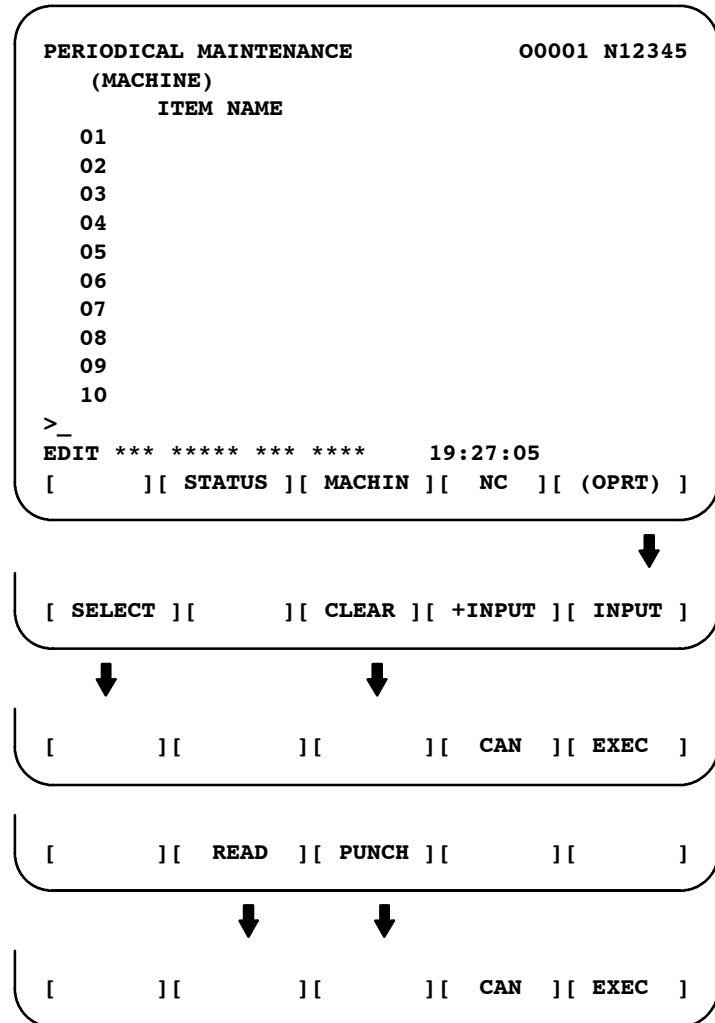 PERIODICAL MAINTENANCE O0001 N12345
(MACHINE)
ITEM NAME
01
02
03
04
05
06
07
08
09
10
>_
EDIT *** ***** *** **** 19:27:05
[ ][ STATUS ][ MACHIN ][ NC ][ (OPRT) ]
[ SELECT ][ ][ CLEAR ][ +INPUT ][ INPUT ]
[ ][ ][ ][ CAN ][ EXEC ]
[ ][ READ ][ PUNCH ][ ][ ]
[ ][ ][ ][ CAN ][ EXEC ]